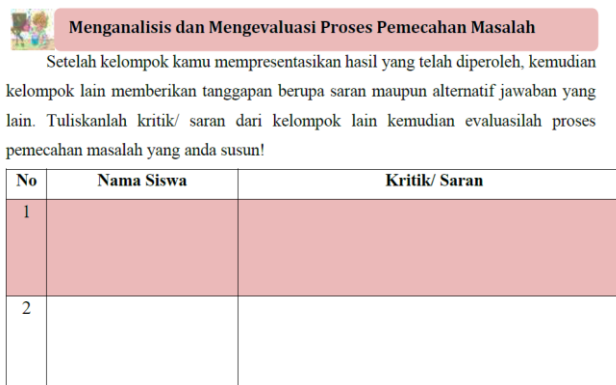 Menganalisis dan Mengevaluasi Proses Pemecahan Masalah
Setelah kelompok kamu mempresentasikan hasil yang telah diperoleh, kemudian
kelompok lain memberikan tanggapan berupa saran maupun alternatif jawaban yang
lain. Tuliskanlah kritik/ saran dari kelompok lain kemudian evaluasilah proses
pemecahan masalah yang anda susun!
No Nama Siswa Kritik/ Saran
1
2